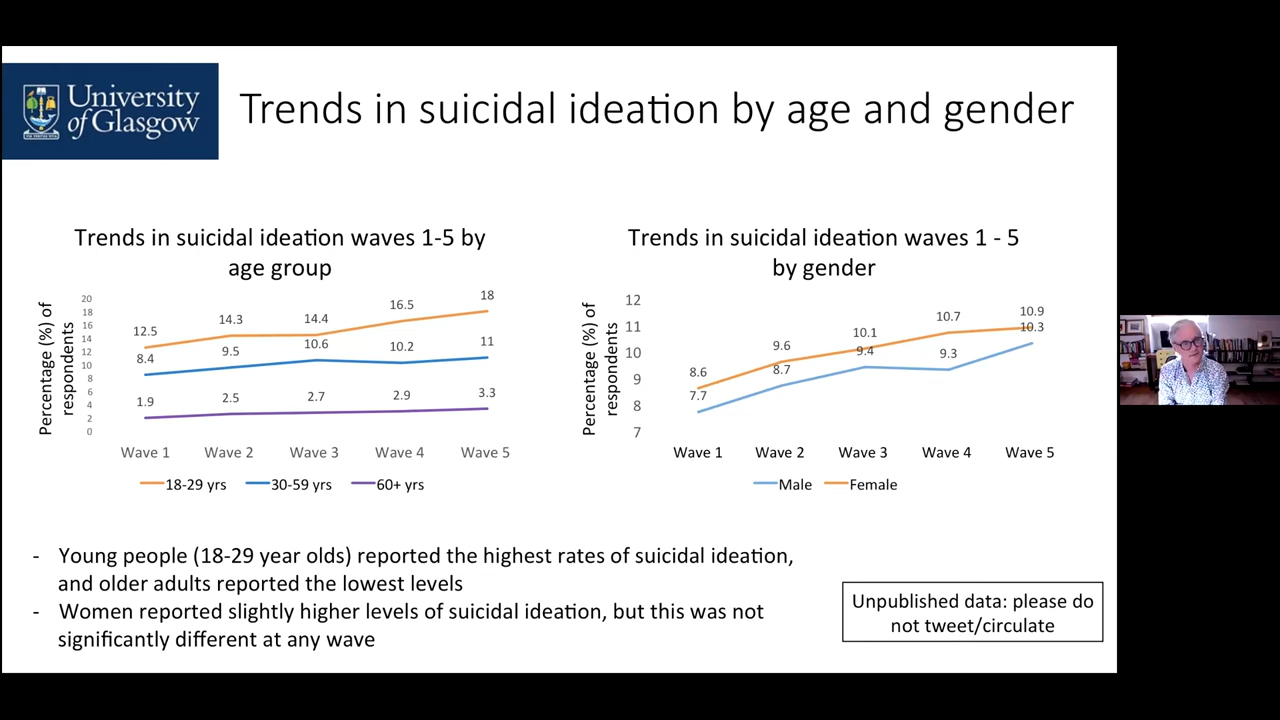 University
of Glasgow
Trends in suicidal ideation by age and gender
Trends in suicidal ideation waves 1-5 by
age group
Percentage (%) of
respondents
20
18
16
14
12
10
8
6
4
2
0
12.5
14.3
14.4
16.5
18
8.4
9.5
10.6
10.2
11
1.9
2.5
2.7
2.9
3.3
Wave 1 Wave 2 Wave 3 Wave 4 Wave 5
18-29 yrs 30-59 yrs 60+ yrs
Trends in suicidal ideation waves 1 - 5
by gender
Percentage (%) of
respondents
12
11
10
9
8
7
8.6
9.6
10.1
10.7
10.9
7.7
8.7
9.4
9.3
10.3
Wave 1 Wave 2 Wave 3 Wave 4 Wave 5
Male Female
- Young people (18-29 year olds) reported the highest rates of suicidal ideation,
and older adults reported the lowest levels
- Women reported slightly higher levels of suicidal ideation, but this was not
significantly different at any wave
Unpublished data: please do
not tweet/circulate